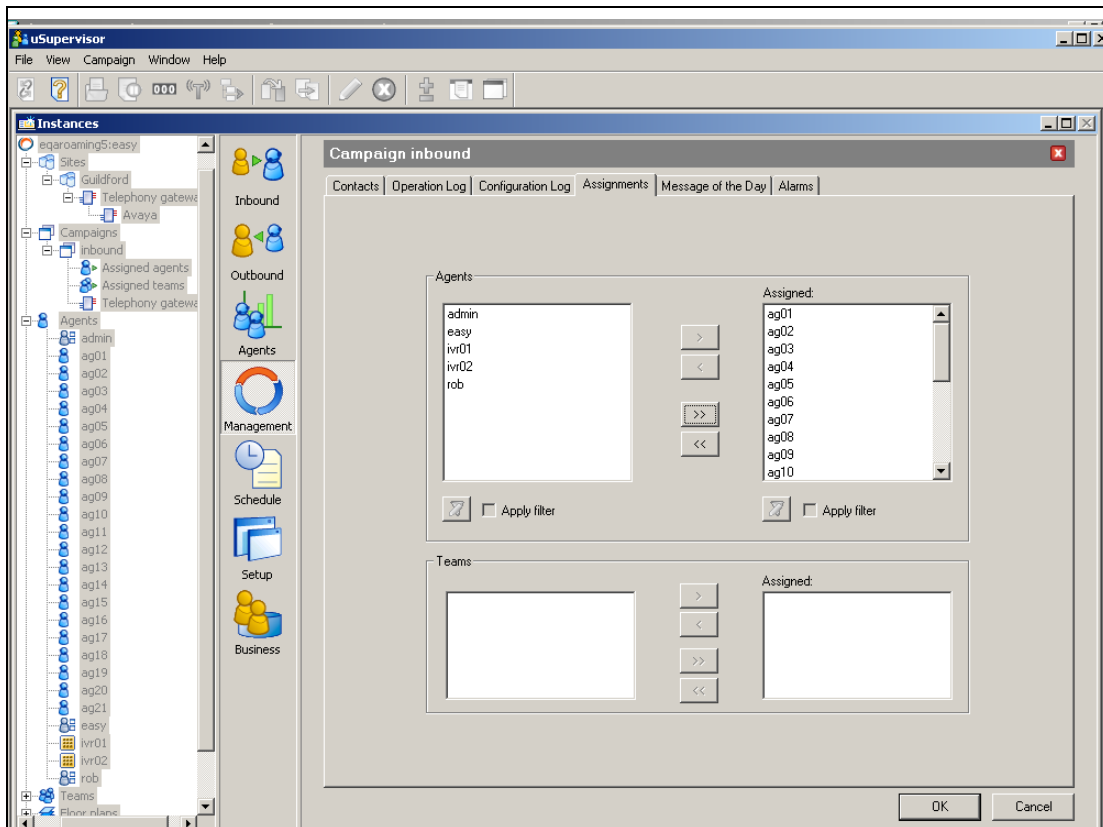 uSupervisor
File View Campaign Window Help
Instances
eqaroaming5:easy
Sites
Guildford
Telephony gatewa
Avaya
Campaigns
inbound
Assigned agents
Assigned teams
Telephony gatewa
Agents
admin
ag01
ag02
ag03
ag04
ag05
ag06
ag07
ag08
ag09
ag10
ag11
ag12
ag13
ag14
ag15
ag16
ag17
ag18
ag19
ag20
ag21
easy
ivr01
ivr02
rob
Teams
Floor plans
Inbound
Outbound
Agents
Management
Schedule
Setup
Business
Campaign inbound
Contacts Operation Log Configuration Log Assignments Message of the Day Alarms
Agents
admin
easy
ivr01
ivr02
rob
>
<
>>
<<
Assigned:
ag01
ag02
ag03
ag04
ag05
ag06
ag07
ag08
ag09
ag10
Apply filter
Apply filter
Teams
>
<
>>
<<
Assigned:
OK Cancel